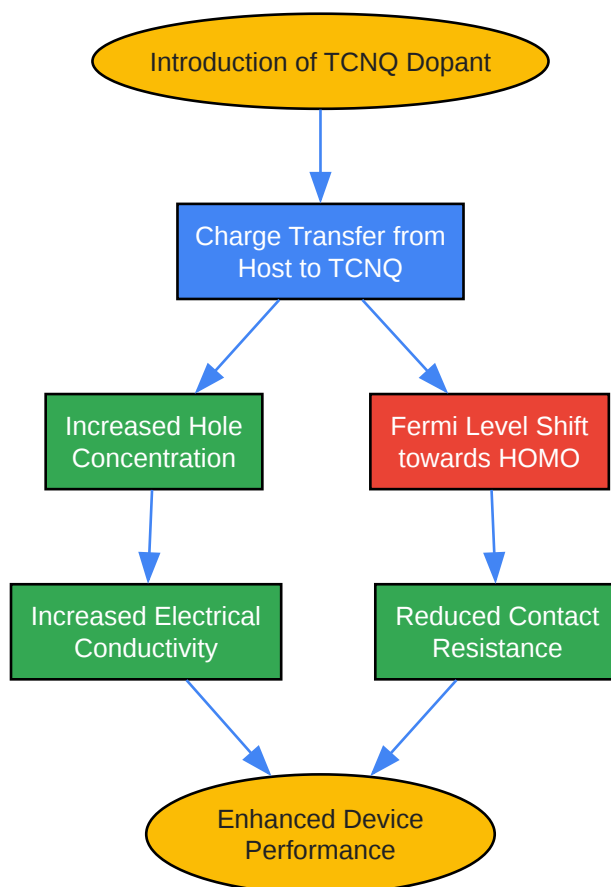 Introduction of TCNQ Dopant
Charge Transfer from
Host to TCNQ
Increased Hole
Concentration
Fermi Level Shift
towards HOMO
Increased Electrical
Conductivity
Reduced Contact
Resistance
Enhanced Device
Performance